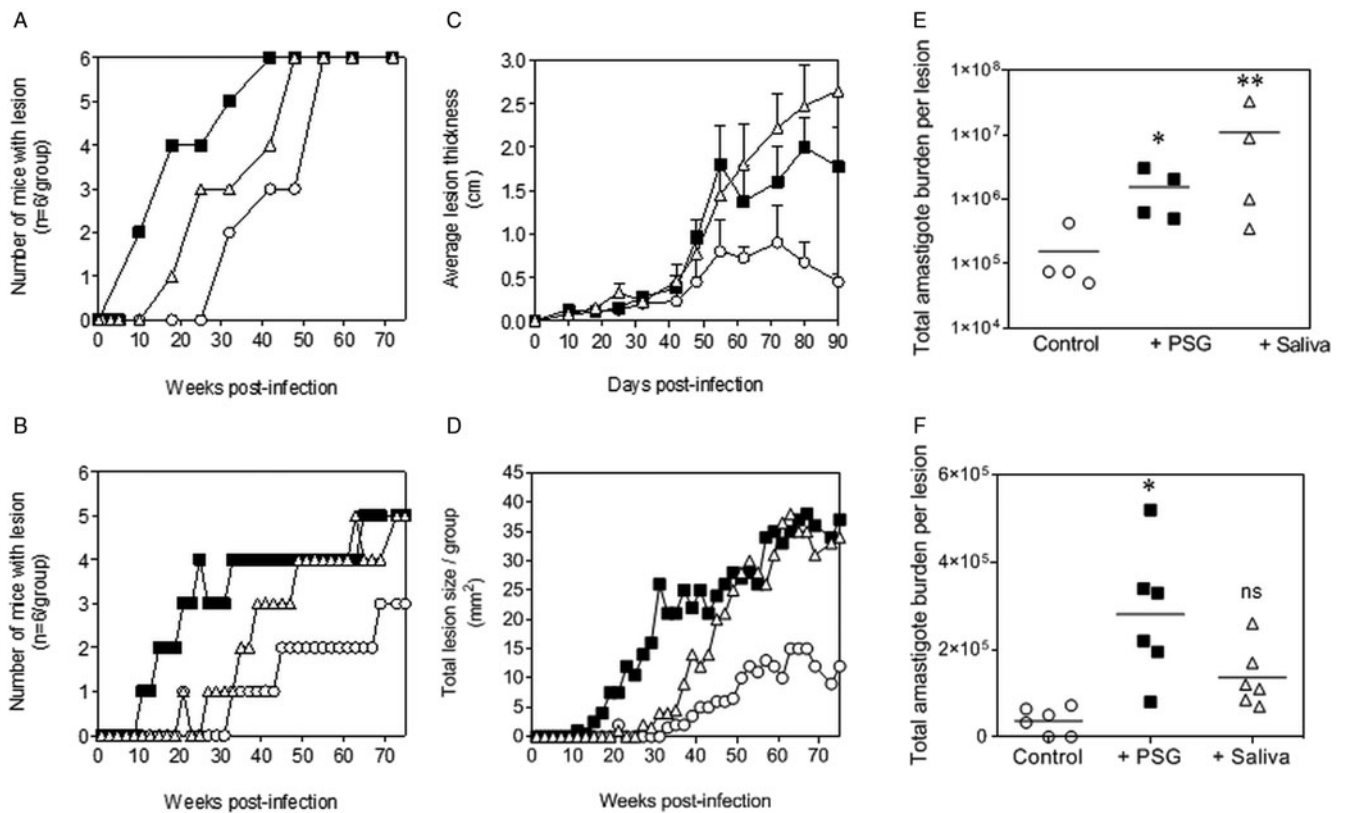 A
Number of mice with lesion
(n=6/group)
6
5
4
3
2
1
0
0 10 20 30 40 50 60 70
Weeks post-infection
C
Average lesion thickness
(cm)
3.0
2.5
2.0
1.5
1.0
0.5
0.0
0 10 20 30 40 50 60 70 80 90
Days post-infection
E
Total amastigote burden per lesion
1×10⁸
1×10⁷
1×10⁶
1×10⁵
1×10⁴
*
**
Control + PSG + Saliva
B
Number of mice with lesion
(n=6/group)
6
5
4
3
2
1
0
0 10 20 30 40 50 60 70
Weeks post-infection
D
Total lesion size / group
(mm²)
45
40
35
30
25
20
15
10
5
0
0 10 20 30 40 50 60 70
Weeks post-infection
F
Total amastigote burden per lesion
6×10⁵
4×10⁵
2×10⁵
0
*
ns
Control + PSG + Saliva